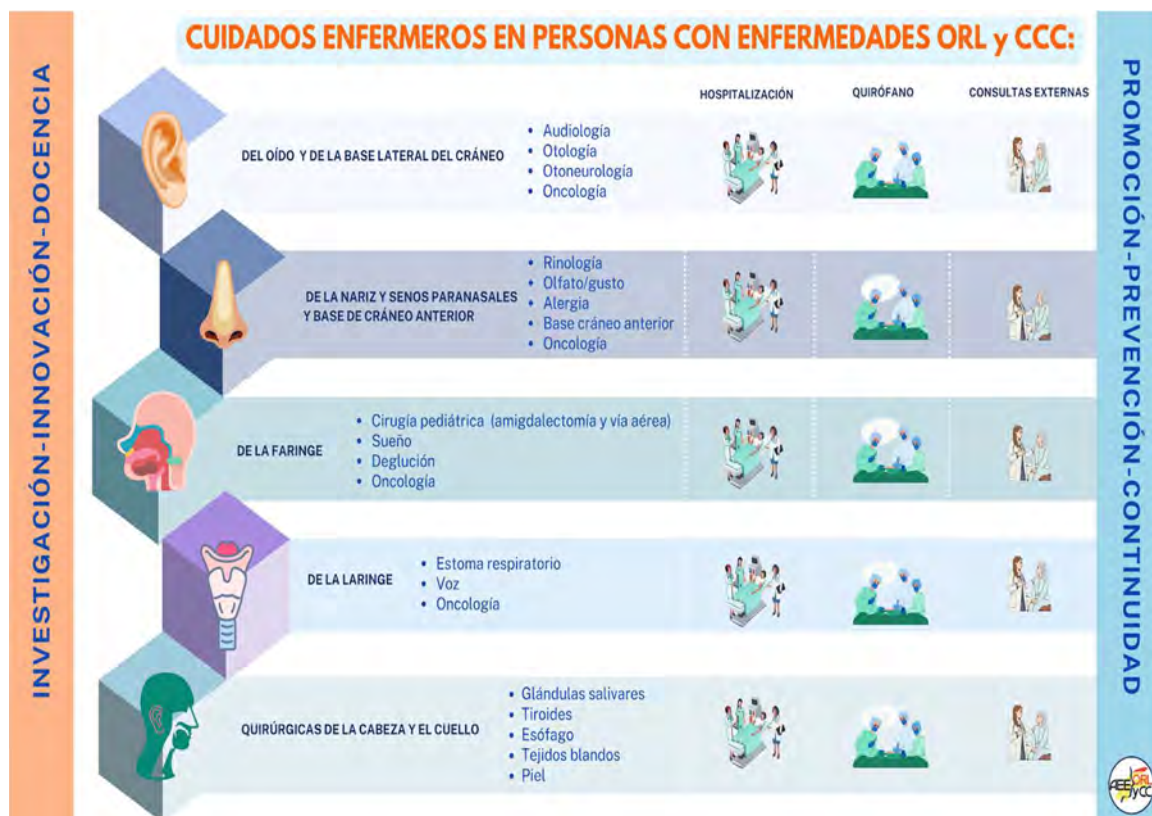 CUIDADOS ENFERMEROS EN PERSONAS CON ENFERMEDADES ORL y CCC:
INVESTIGACIÓN-INNOVACIÓN-DOCENCIA
HOSPITALIZACIÓN
QUIRÓFANO
CONSULTAS EXTERNAS
DEL OÍDO Y DE LA BASE LATERAL DEL CRÁNEO
• Audiología
• Otología
• Otoneurología
• Oncología
DE LA NARIZ Y SENOS PARANASALES
Y BASE DE CRÁNEO ANTERIOR
• Rinología
• Olfato/gusto
• Alergia
• Base cráneo anterior
• Oncología
DE LA FARINGE
• Cirugía pediátrica (amigdalectomía y vía aérea)
• Sueño
• Deglución
• Oncología
DE LA LARINGE
• Estoma respiratorio
• Voz
• Oncología
QUIRÚRGICAS DE LA CABEZA Y EL CUELLO
• Glándulas salivares
• Tiroides
• Esófago
• Tejidos blandos
• Piel
PROMOCIÓN-PREVENCIÓN-CONTINUIDAD
AEE ORL
yCC